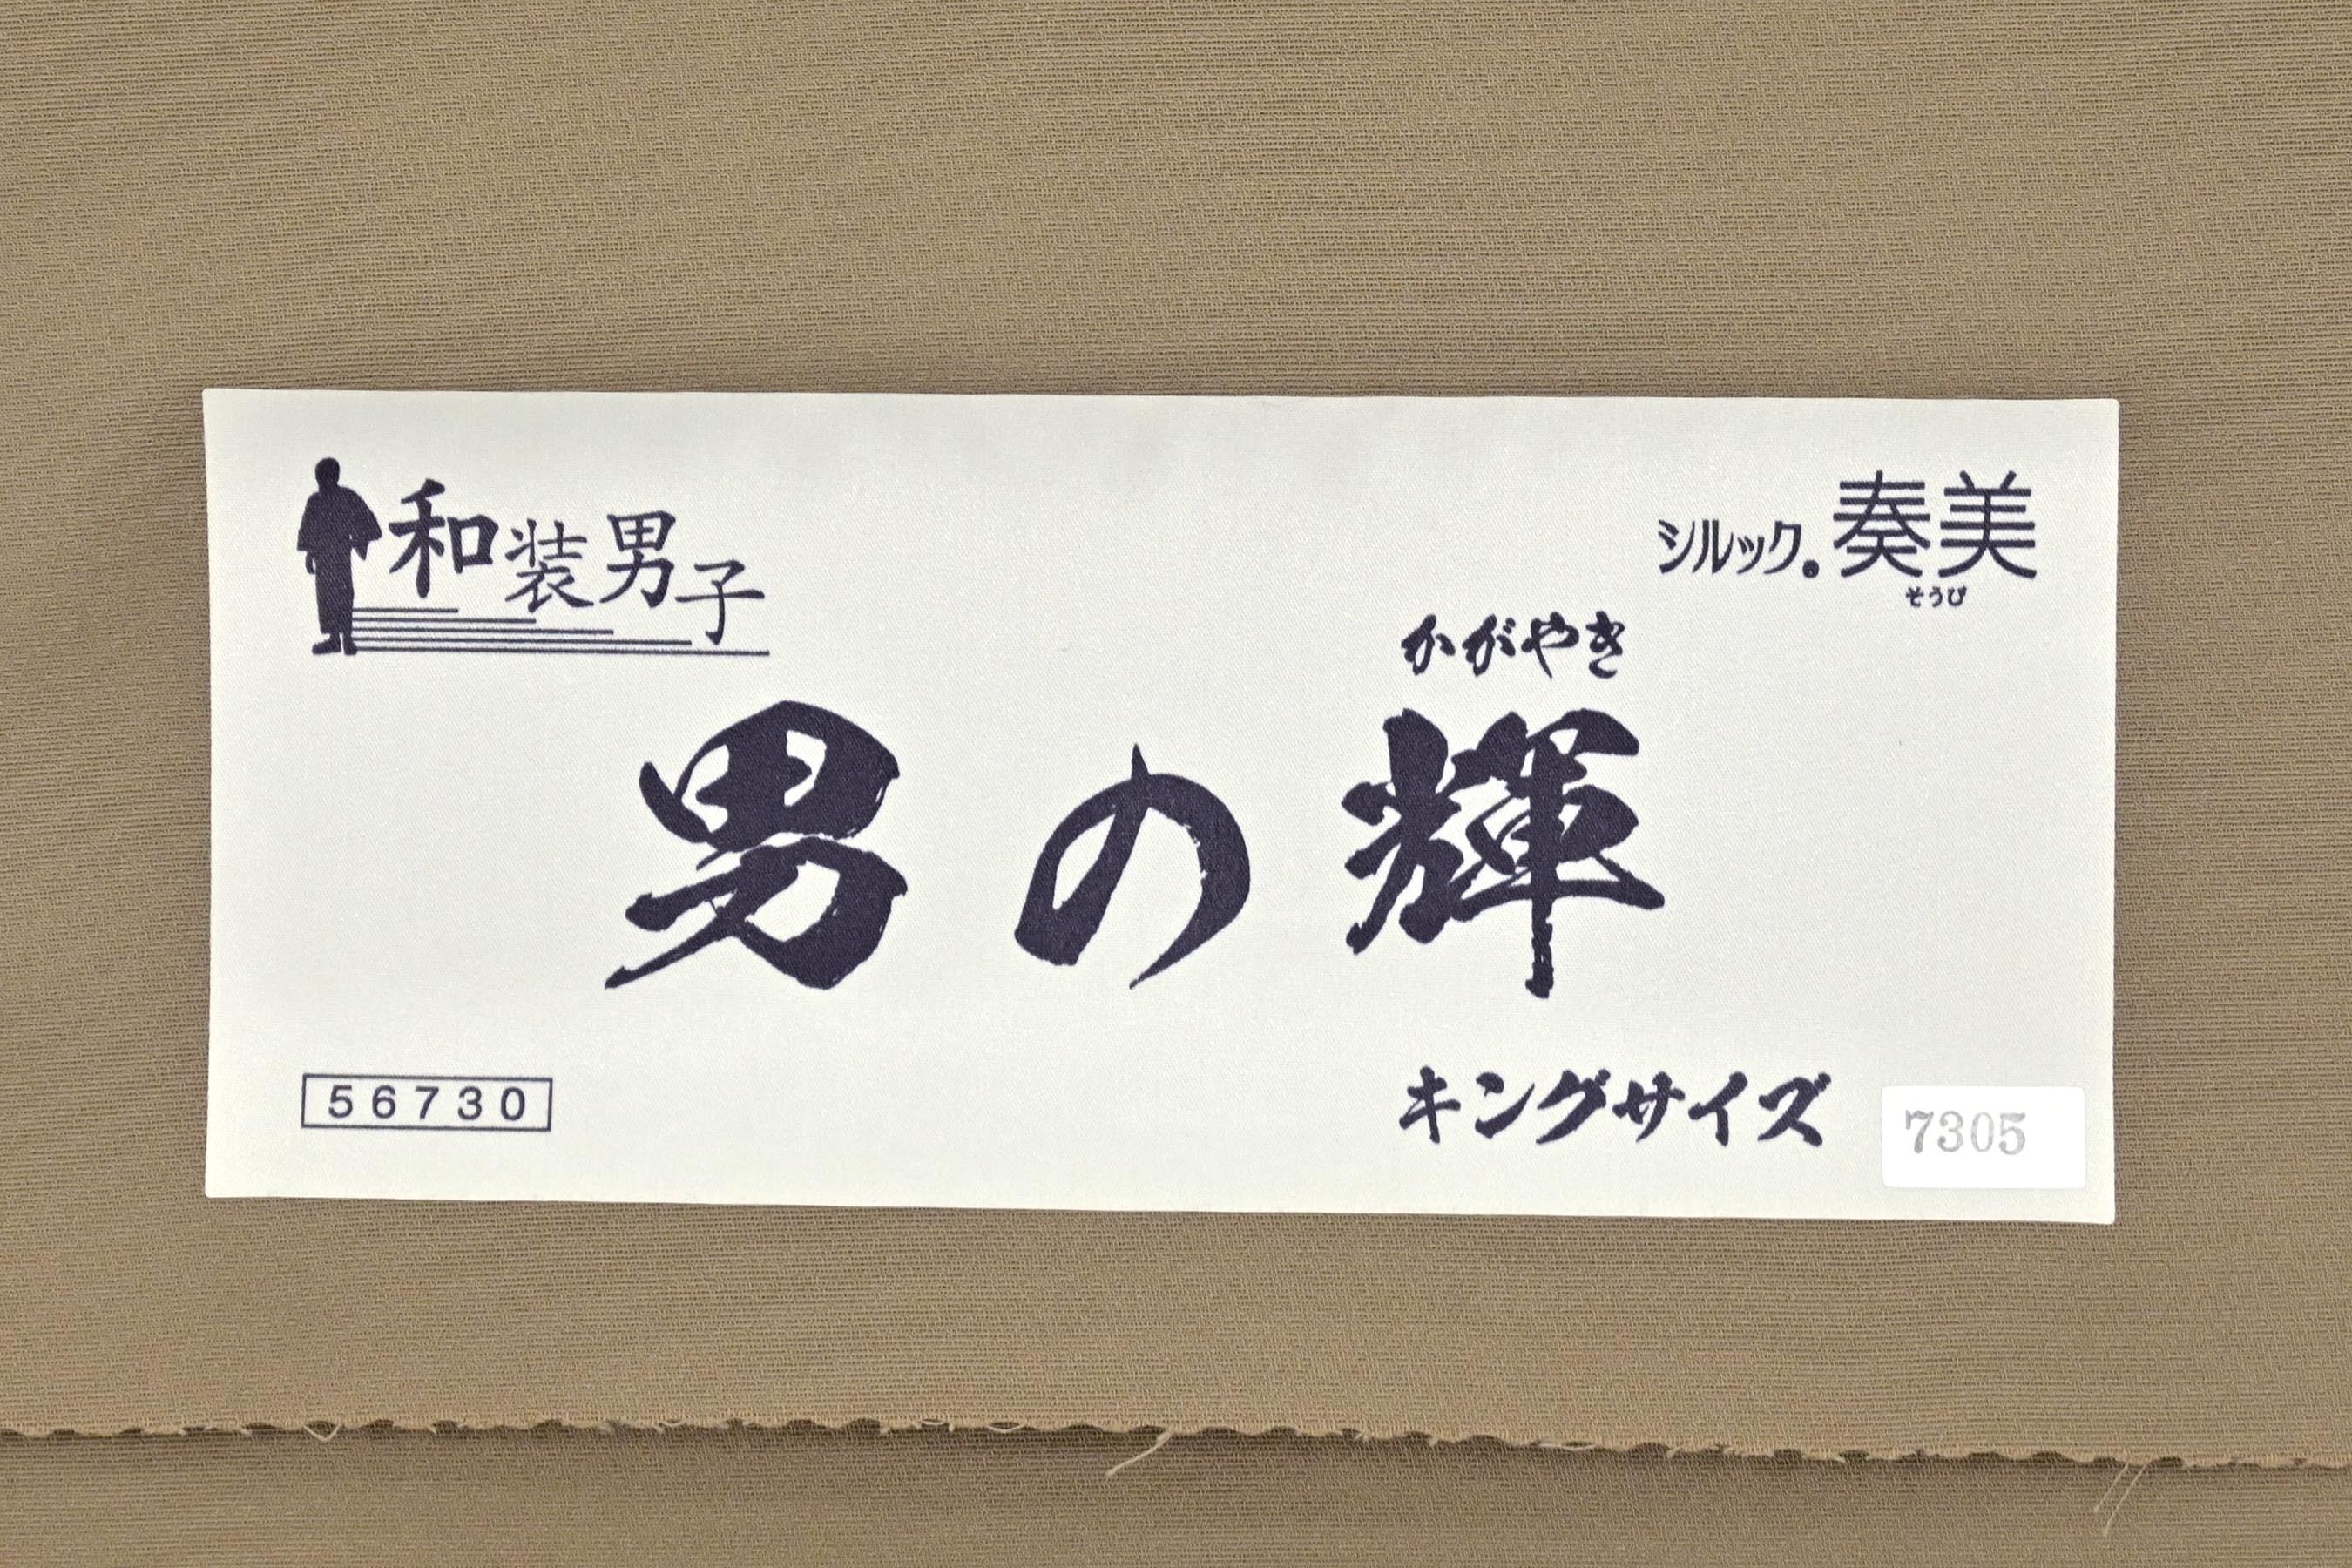 和装男子
シルック® 奏美
そうび
かがやき
男の輝
キングサイズ
56730
7305